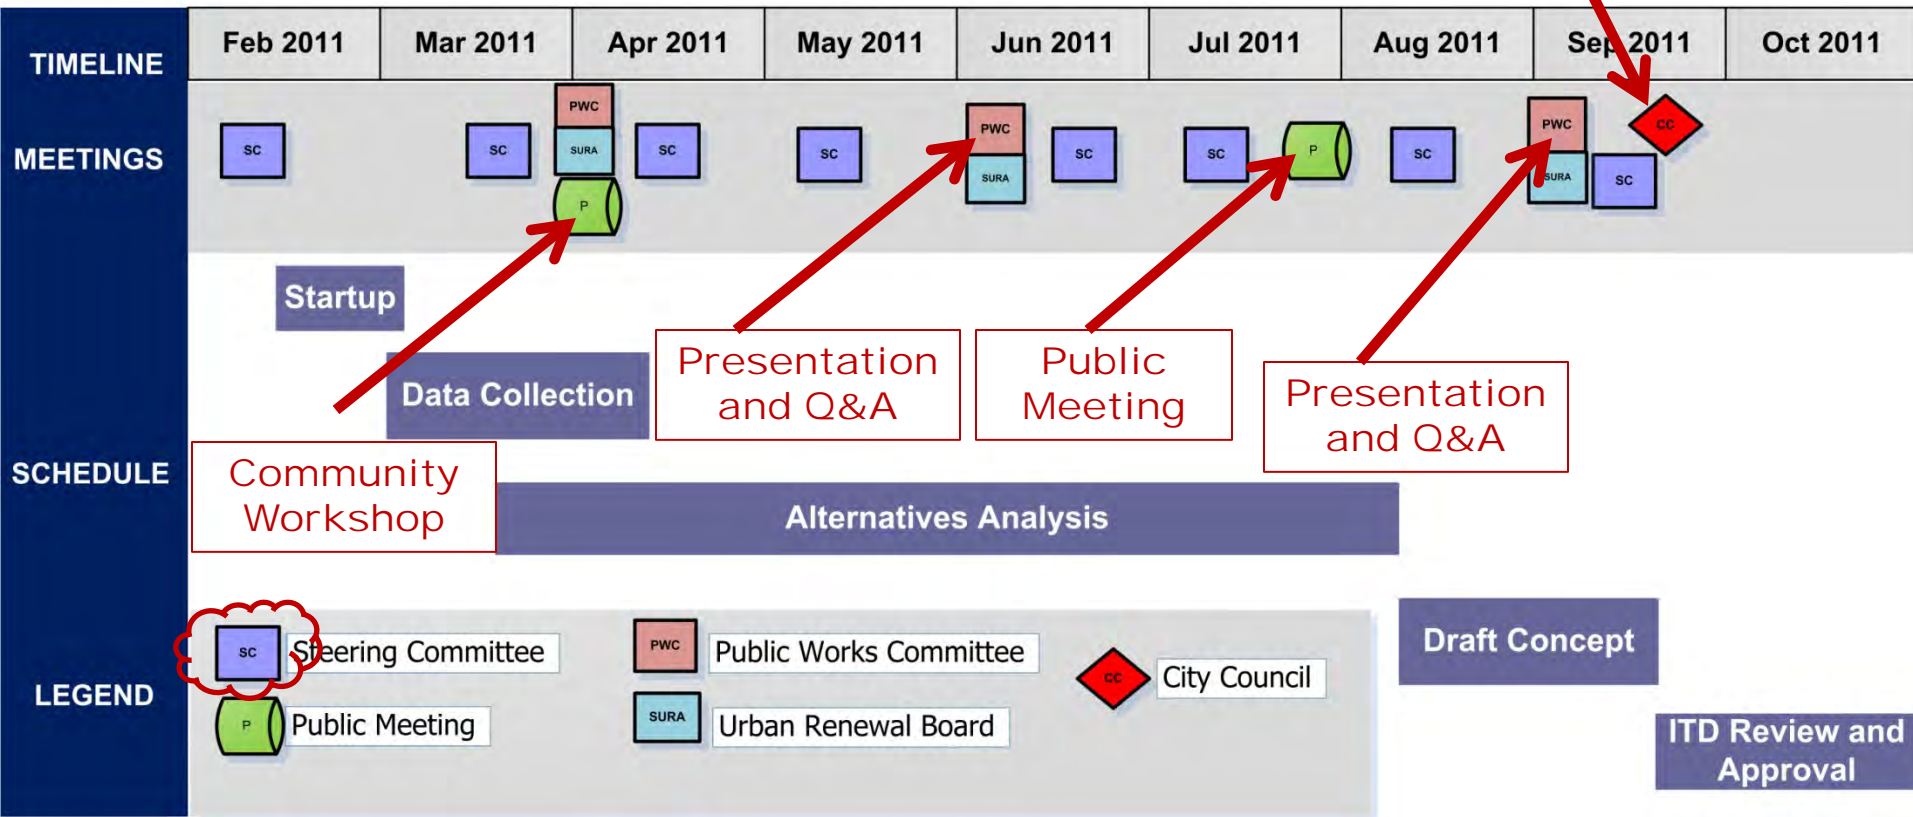 TIMELINE
Feb 2011 Mar 2011 Apr 2011 May 2011 Jun 2011 Jul 2011 Aug 2011 Sep 2011 Oct 2011
MEETINGS
SC SC PWC SURA P SC SC PWC SURA SC SC P SC PWC SURA SC CC
SCHEDULE
Startup
Data Collection
Presentation
and Q&A
Public
Meeting
Presentation
and Q&A
Community
Workshop
Alternatives Analysis
Draft Concept
ITD Review and
Approval
LEGEND
SC Steering Committee
PWC Public Works Committee
CC City Council
P Public Meeting
SURA Urban Renewal Board